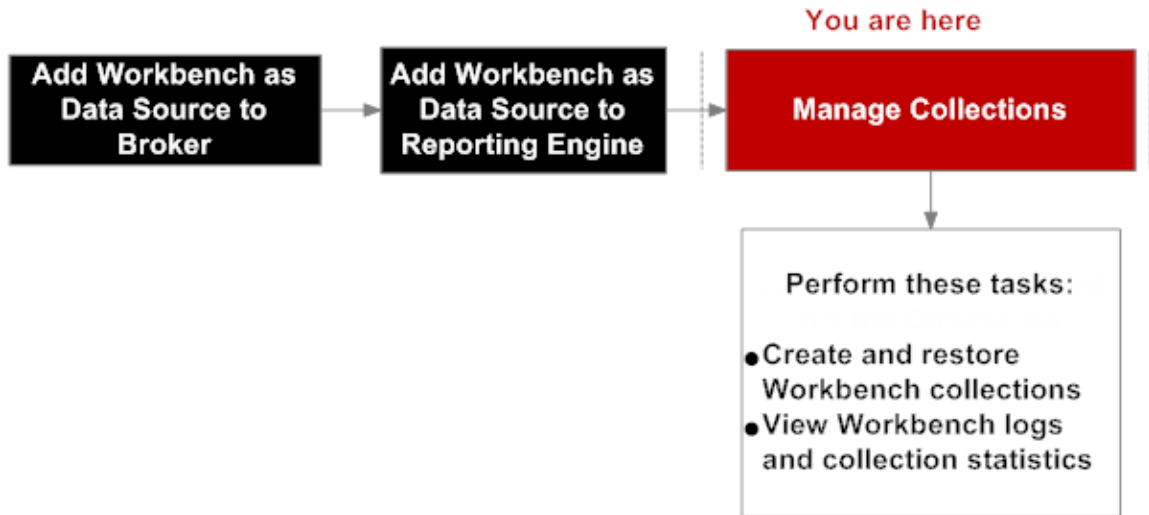 You are here
Add Workbench as
Data Source to
Broker
Add Workbench as
Data Source to
Reporting Engine
Manage Collections
Perform these tasks:
●Create and restore
Workbench collections
●View Workbench logs
and collection statistics